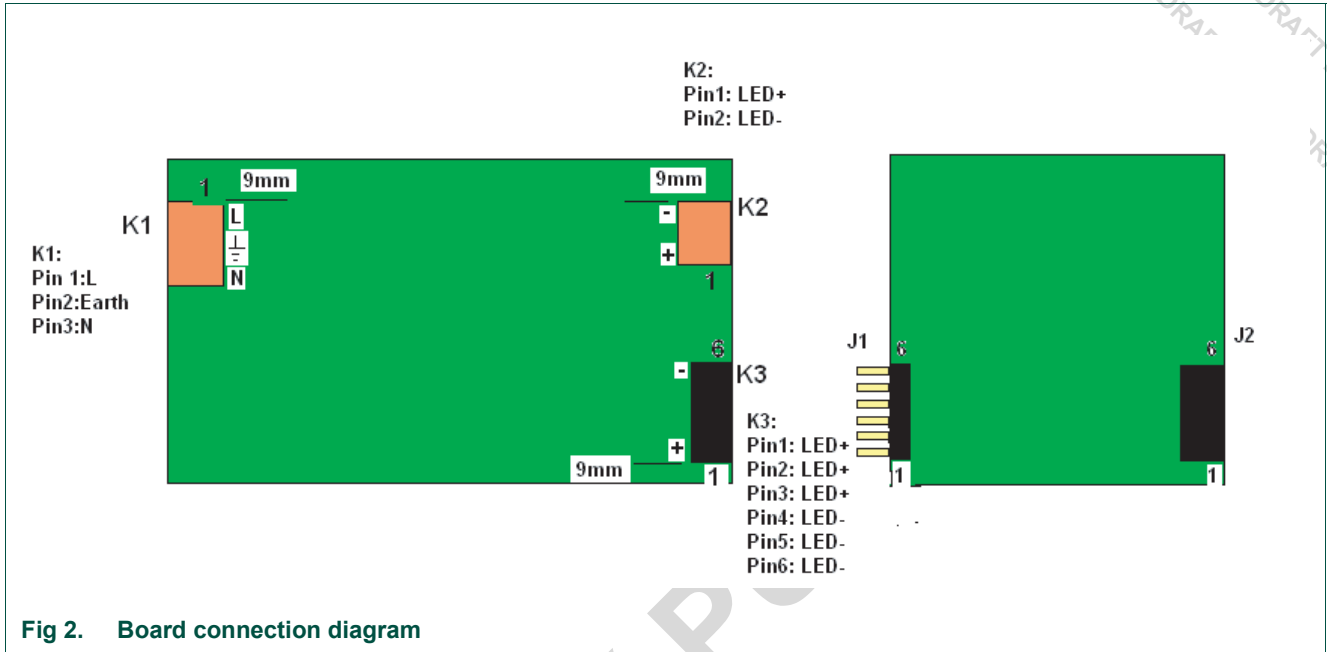 DRAFT
K2:
Pin1: LED+
Pin2: LED-
1
9mm
9mm
K1
L
-
K2
K1:
Pin 1:L
Pin2:Earth
Pin3:N
N
+
1
6
-
K3
J1
6
6
J2
K3:
Pin1: LED+
Pin2: LED+
Pin3: LED+
Pin4: LED-
Pin5: LED-
Pin6: LED-
+
9mm
1
1
1
Fig 2. Board connection diagram